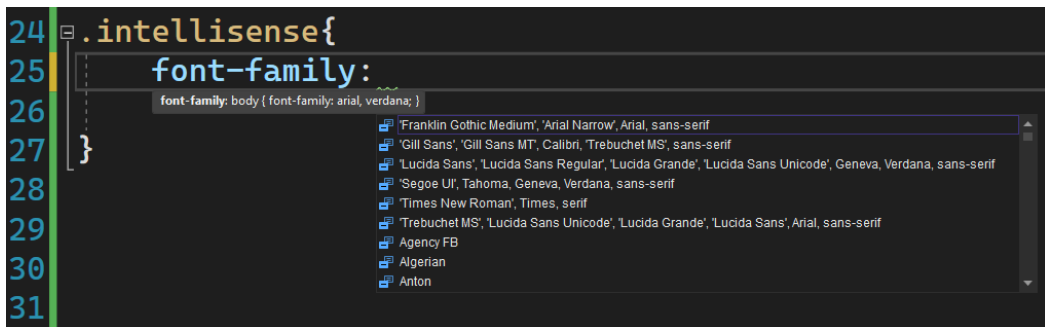 24 .intellisense{
25 font-family:
font-family: body { font-family: arial, verdana; }
26
'Franklin Gothic Medium', 'Arial Narrow', Arial, sans-serif
27 }
'Gill Sans', 'Gill Sans MT', Calibri, 'Trebuchet MS', sans-serif
'Lucida Sans', 'Lucida Sans Regular', 'Lucida Grande', 'Lucida Sans Unicode', Geneva, Verdana, sans-serif
28
'Segoe UI', Tahoma, Geneva, Verdana, sans-serif
'Times New Roman', Times, serif
29
'Trebuchet MS', 'Lucida Sans Unicode', 'Lucida Grande', 'Lucida Sans', Arial, sans-serif
Agency FB
30
Algerian
Anton
31